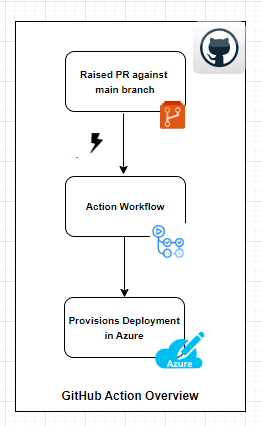 Raised PR against
main branch
Action Workflow
Provisions Deployment
in Azure
Azure
GitHub Action Overview